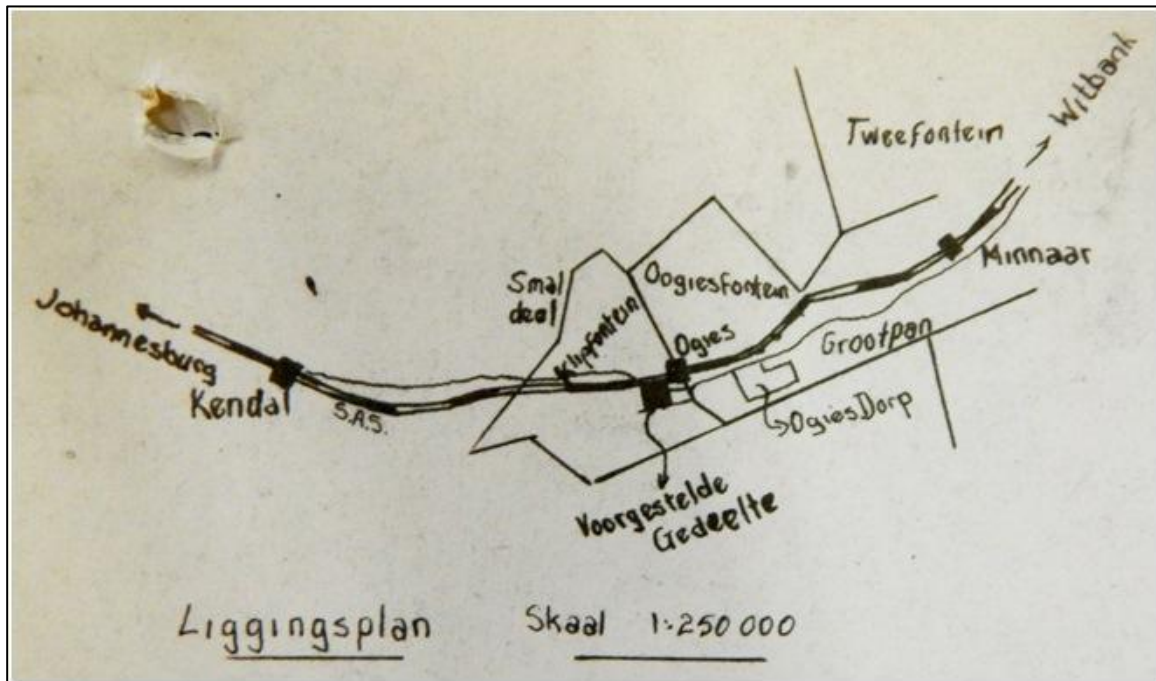 Witbank
Tweefontein
Minnaar
Smal
deel
Oogiesfontein
Klipfontein
Ogies
Grootpan
Johannesburg
Kendal
S.A.S.
Ogies Dorp
Voorgestelde
Gedeelte
Liggingsplan
Skaal 1:250 000